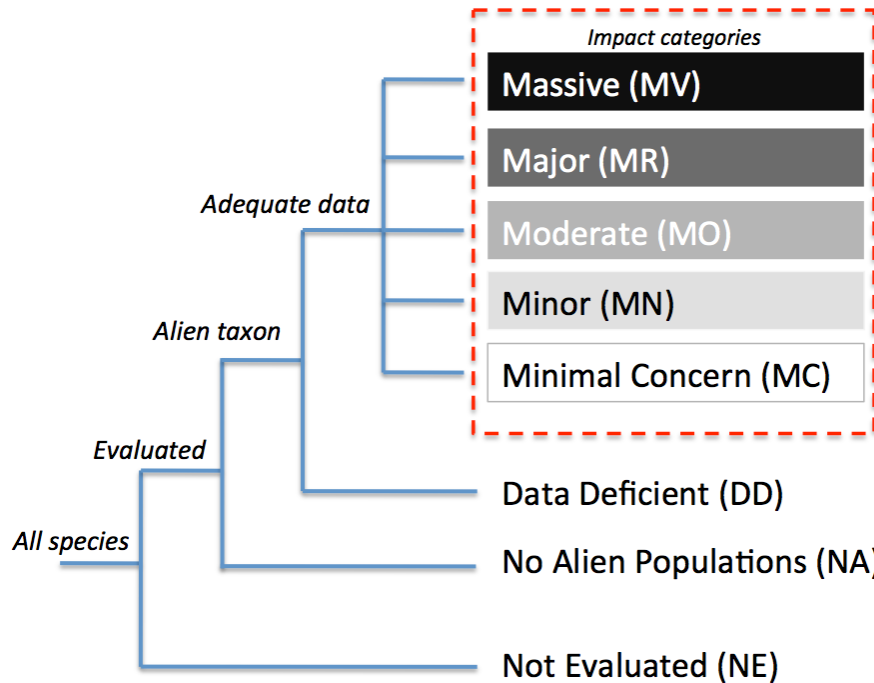 Impact categories
Massive (MV)
Major (MR)
Adequate data
Moderate (MO)
Minor (MN)
Alien taxon
Minimal Concern (MC)
Evaluated
Data Deficient (DD)
All species
No Alien Populations (NA)
Not Evaluated (NE)